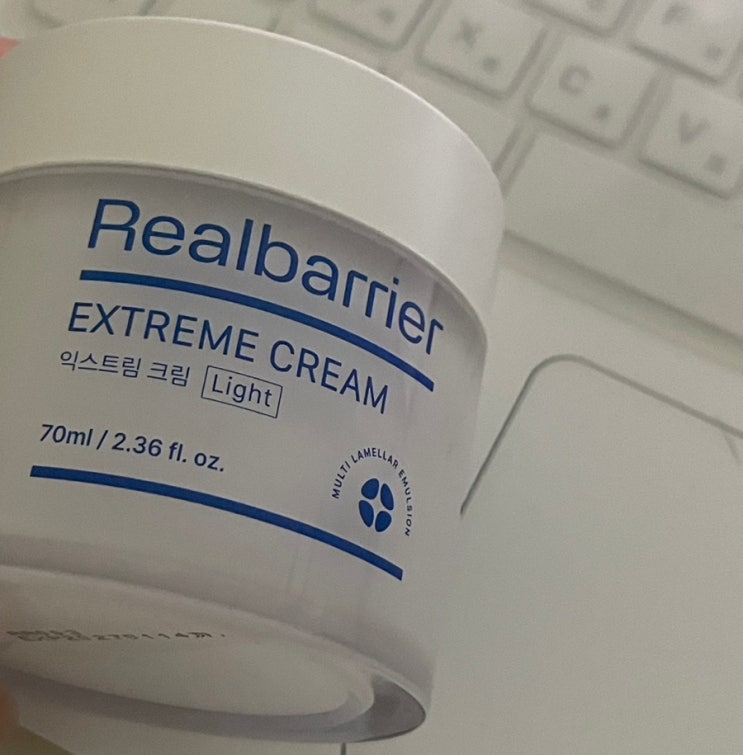 Realbarrier
EXTREME CREAM
익스트림 크림 Light
70ml / 2.36 fl. oz.
MULTI LAMELLAR EMULSION
X
C
V